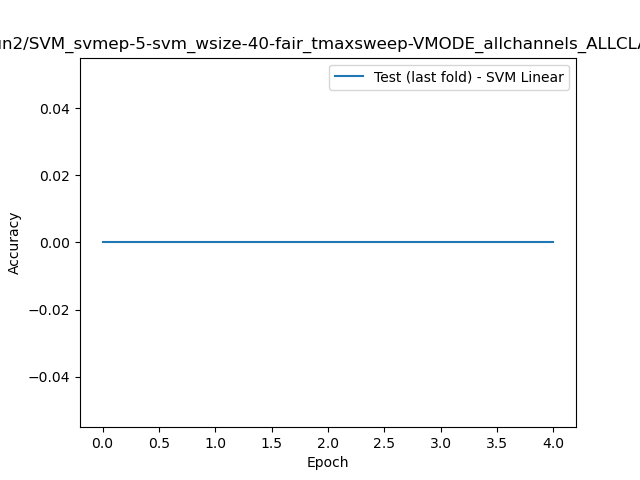 un2/SVM_svmep-5-svm_wsize-40-fair_tmaxsweep-VMODE_allchannels_ALLCLA
Test (last fold) - SVM Linear
0.04
0.02
0.00
−0.02
−0.04
Accuracy
0.0 0.5 1.0 1.5 2.0 2.5 3.0 3.5 4.0
Epoch